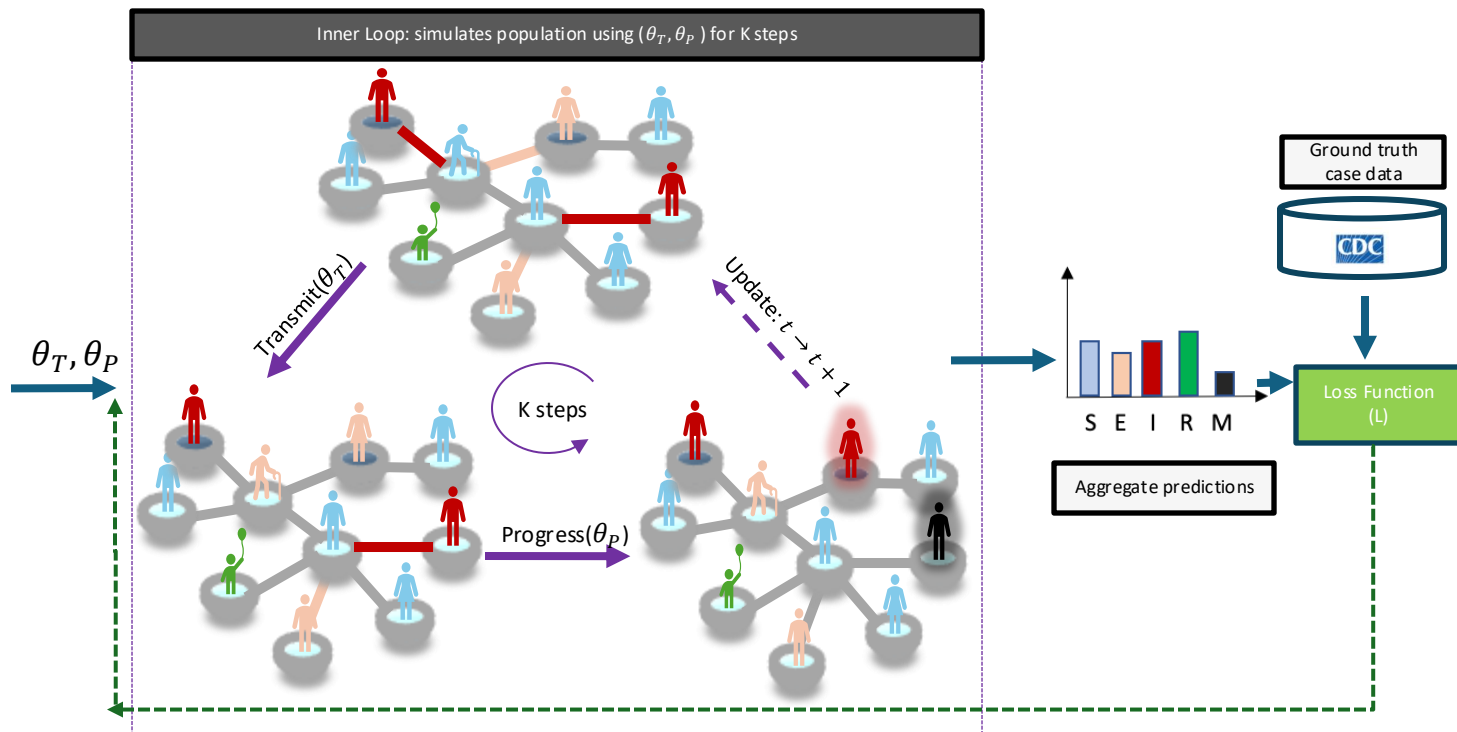 Inner Loop: simulates population using (θ_T, θ_P ) for K steps
Ground truth
case data
CDC
Transmit(θ_T)
Update: t → t + 1
θ_T, θ_P
K steps
Loss Function
(L)
S E I R M
Progress(θ_P)
Aggregate predictions